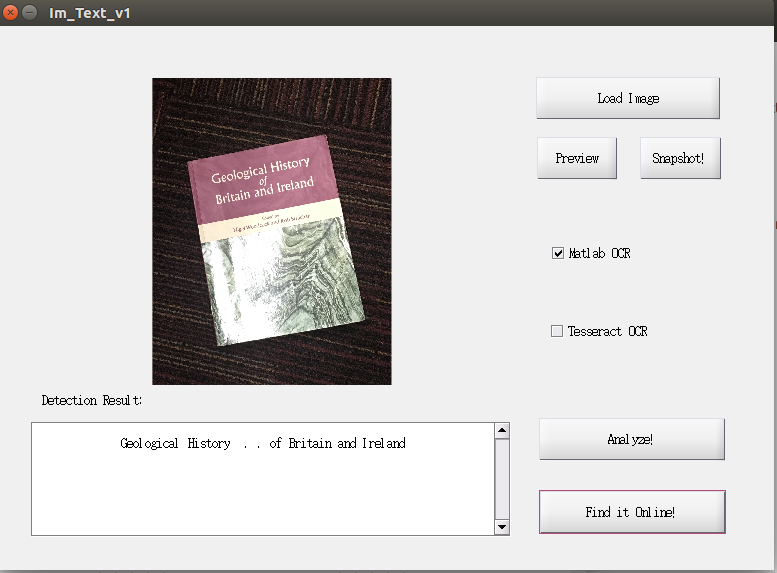 Im_Text_v1
Load Image
Geological History
of
Britain and Ireland
Edited by
Nigel Woodcock and Rob Strachan
Preview
Snapshot!
Matlab OCR
Tesseract OCR
Detection Result:
Geological History . . of Britain and Ireland
Analyze!
Find it Online!